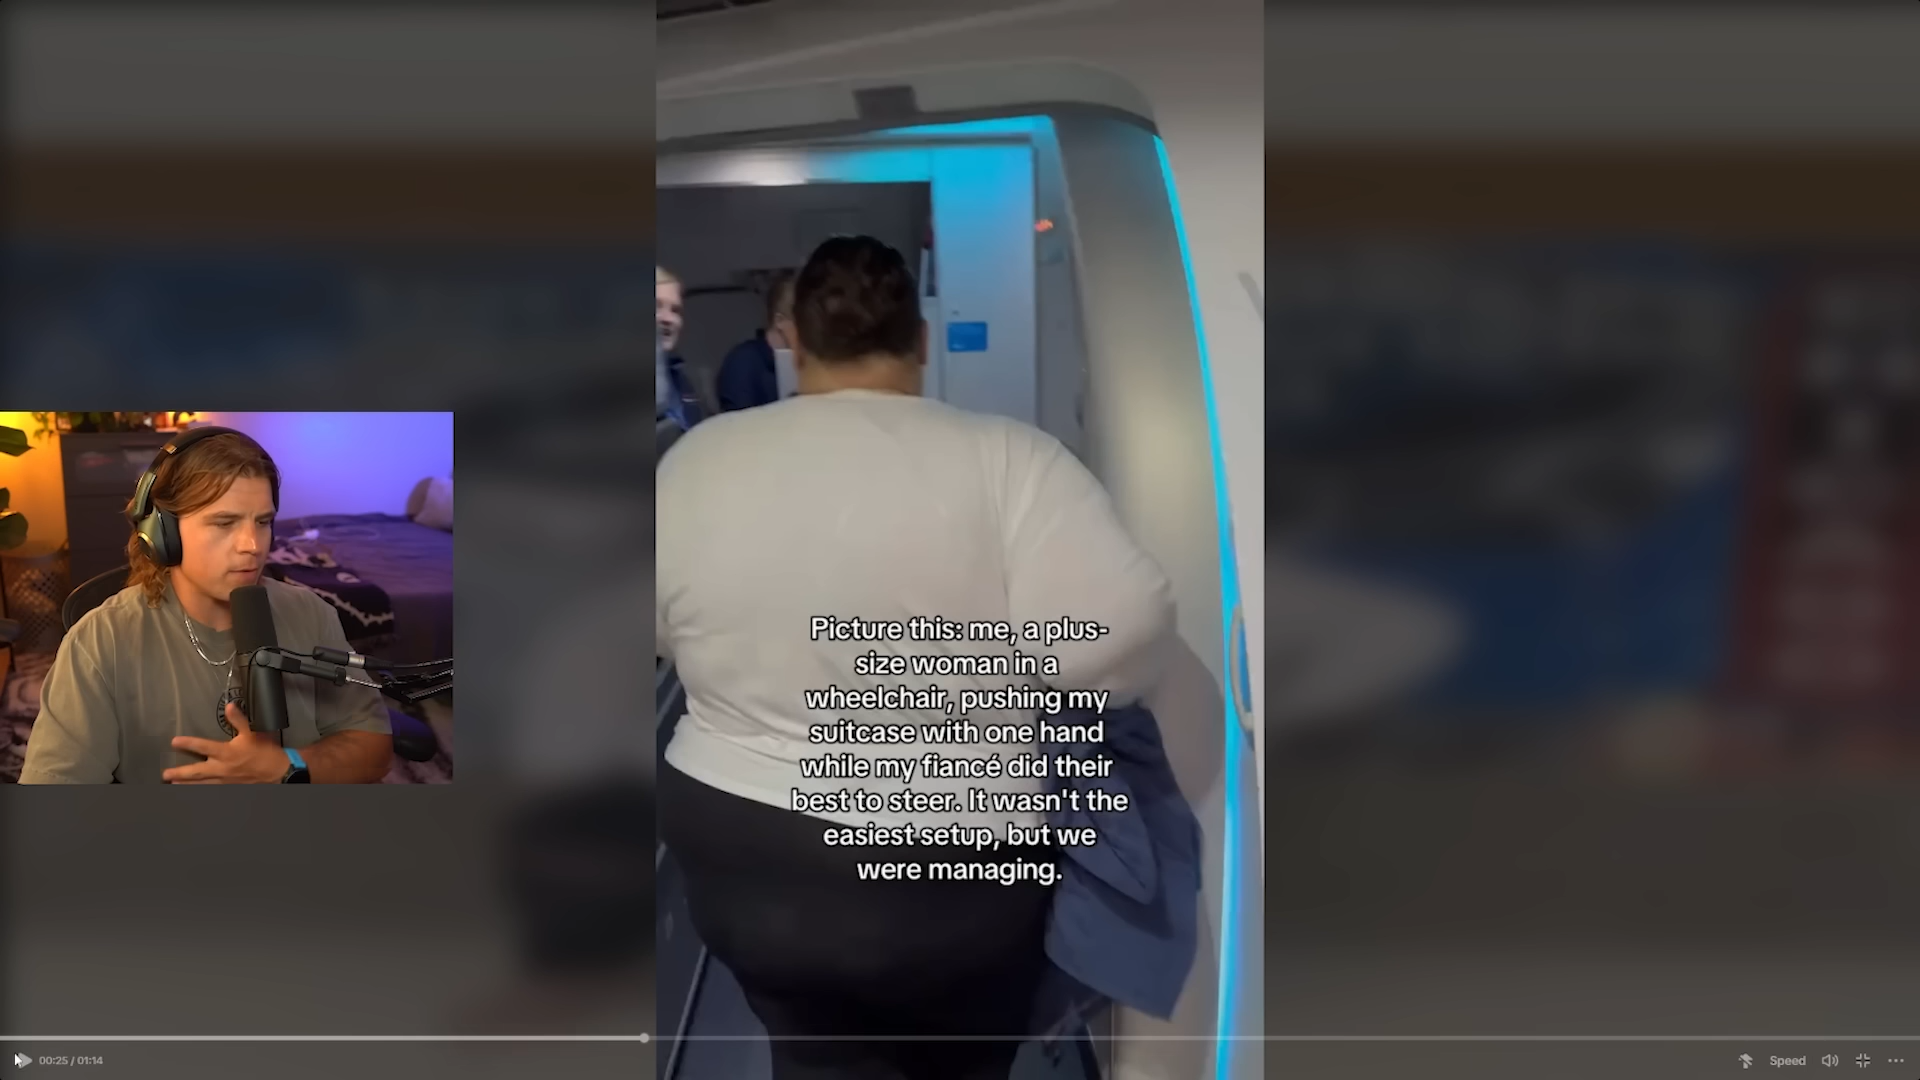 Picture this: me, a plus-
size woman in a
wheelchair, pushing my
suitcase with one hand
while my fiancé did their
best to steer. It wasn't the
easiest setup, but we
were managing.
00:25 / 01:14
Speed